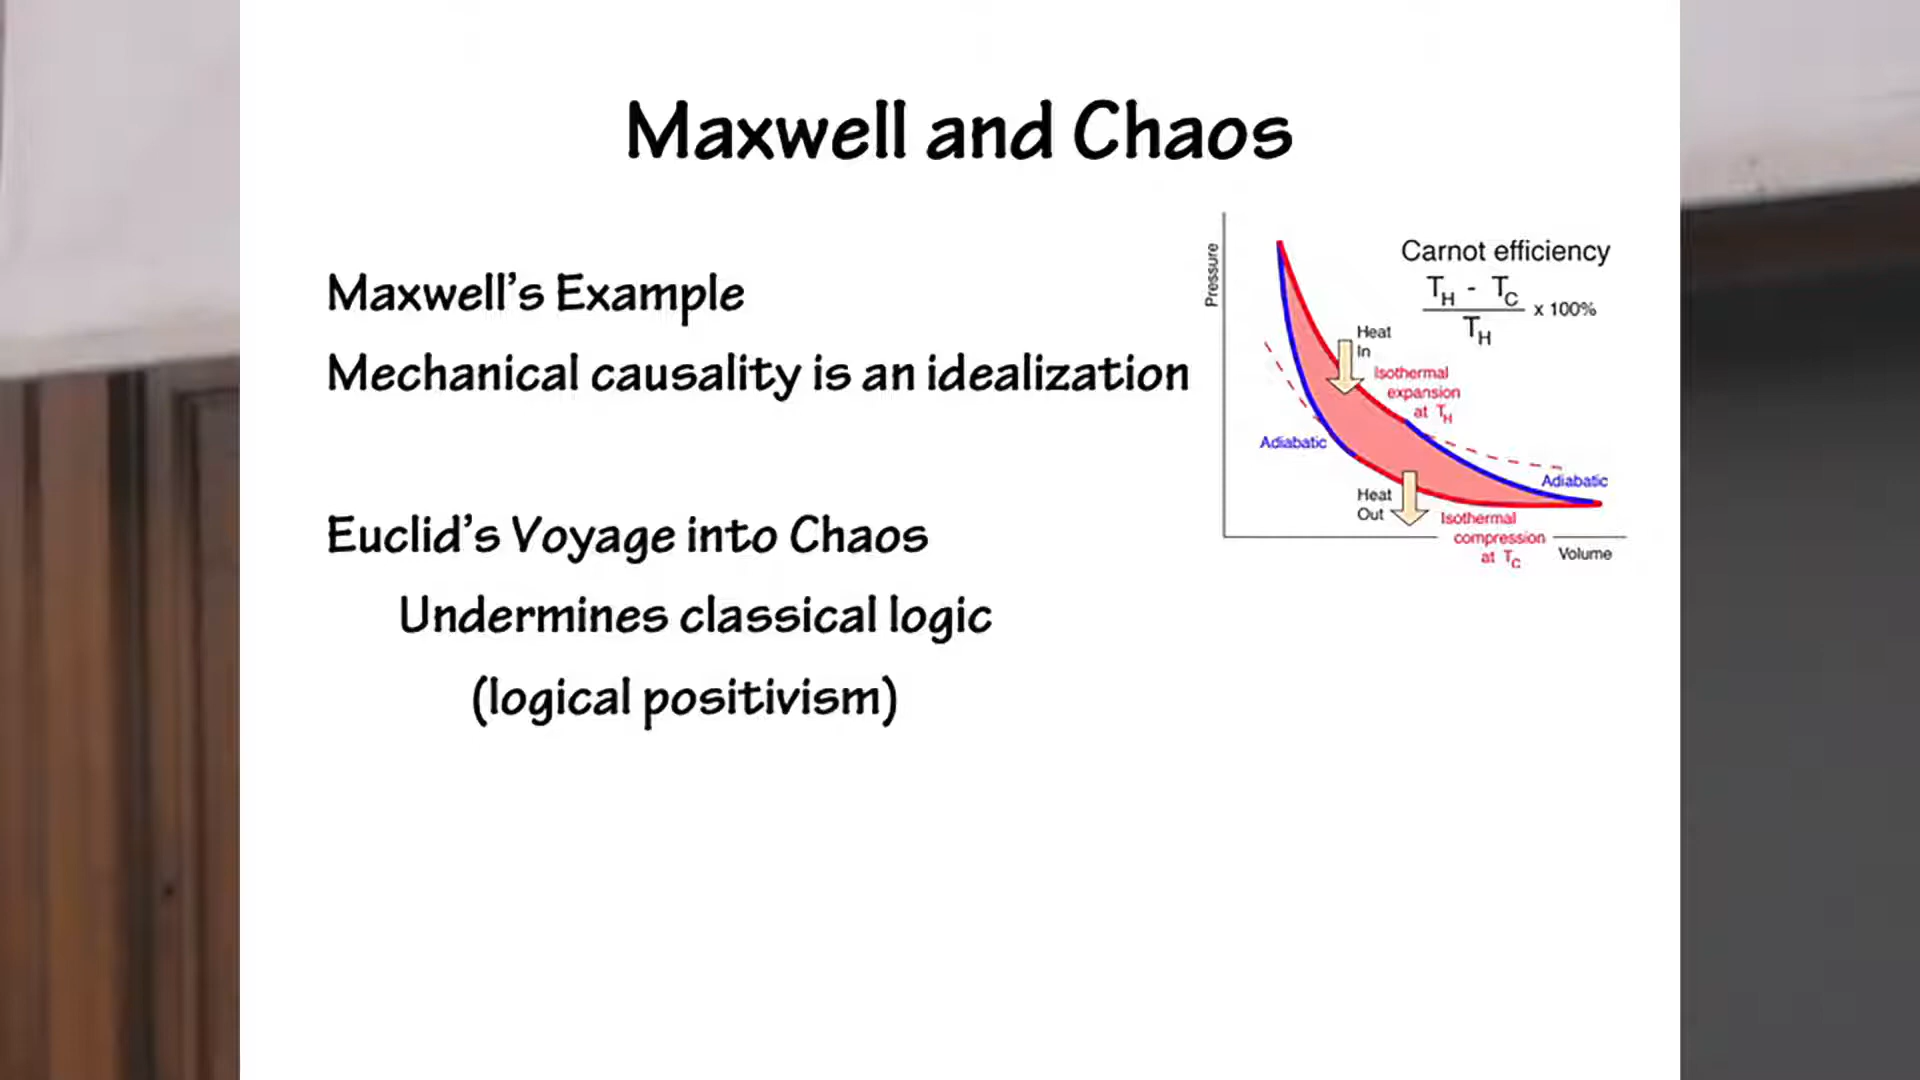 Maxwell and Chaos
Maxwell's Example
Mechanical causality is an idealization
Euclid's Voyage into Chaos
Undermines classical logic
(logical positivism)
Pressure
Carnot efficiency
T_H - T_C
x 100%
T_H
Heat
In
Isothermal
expansion
at T_H
Adiabatic
Adiabatic
Heat
Out
Isothermal
compression
at T_C
Volume